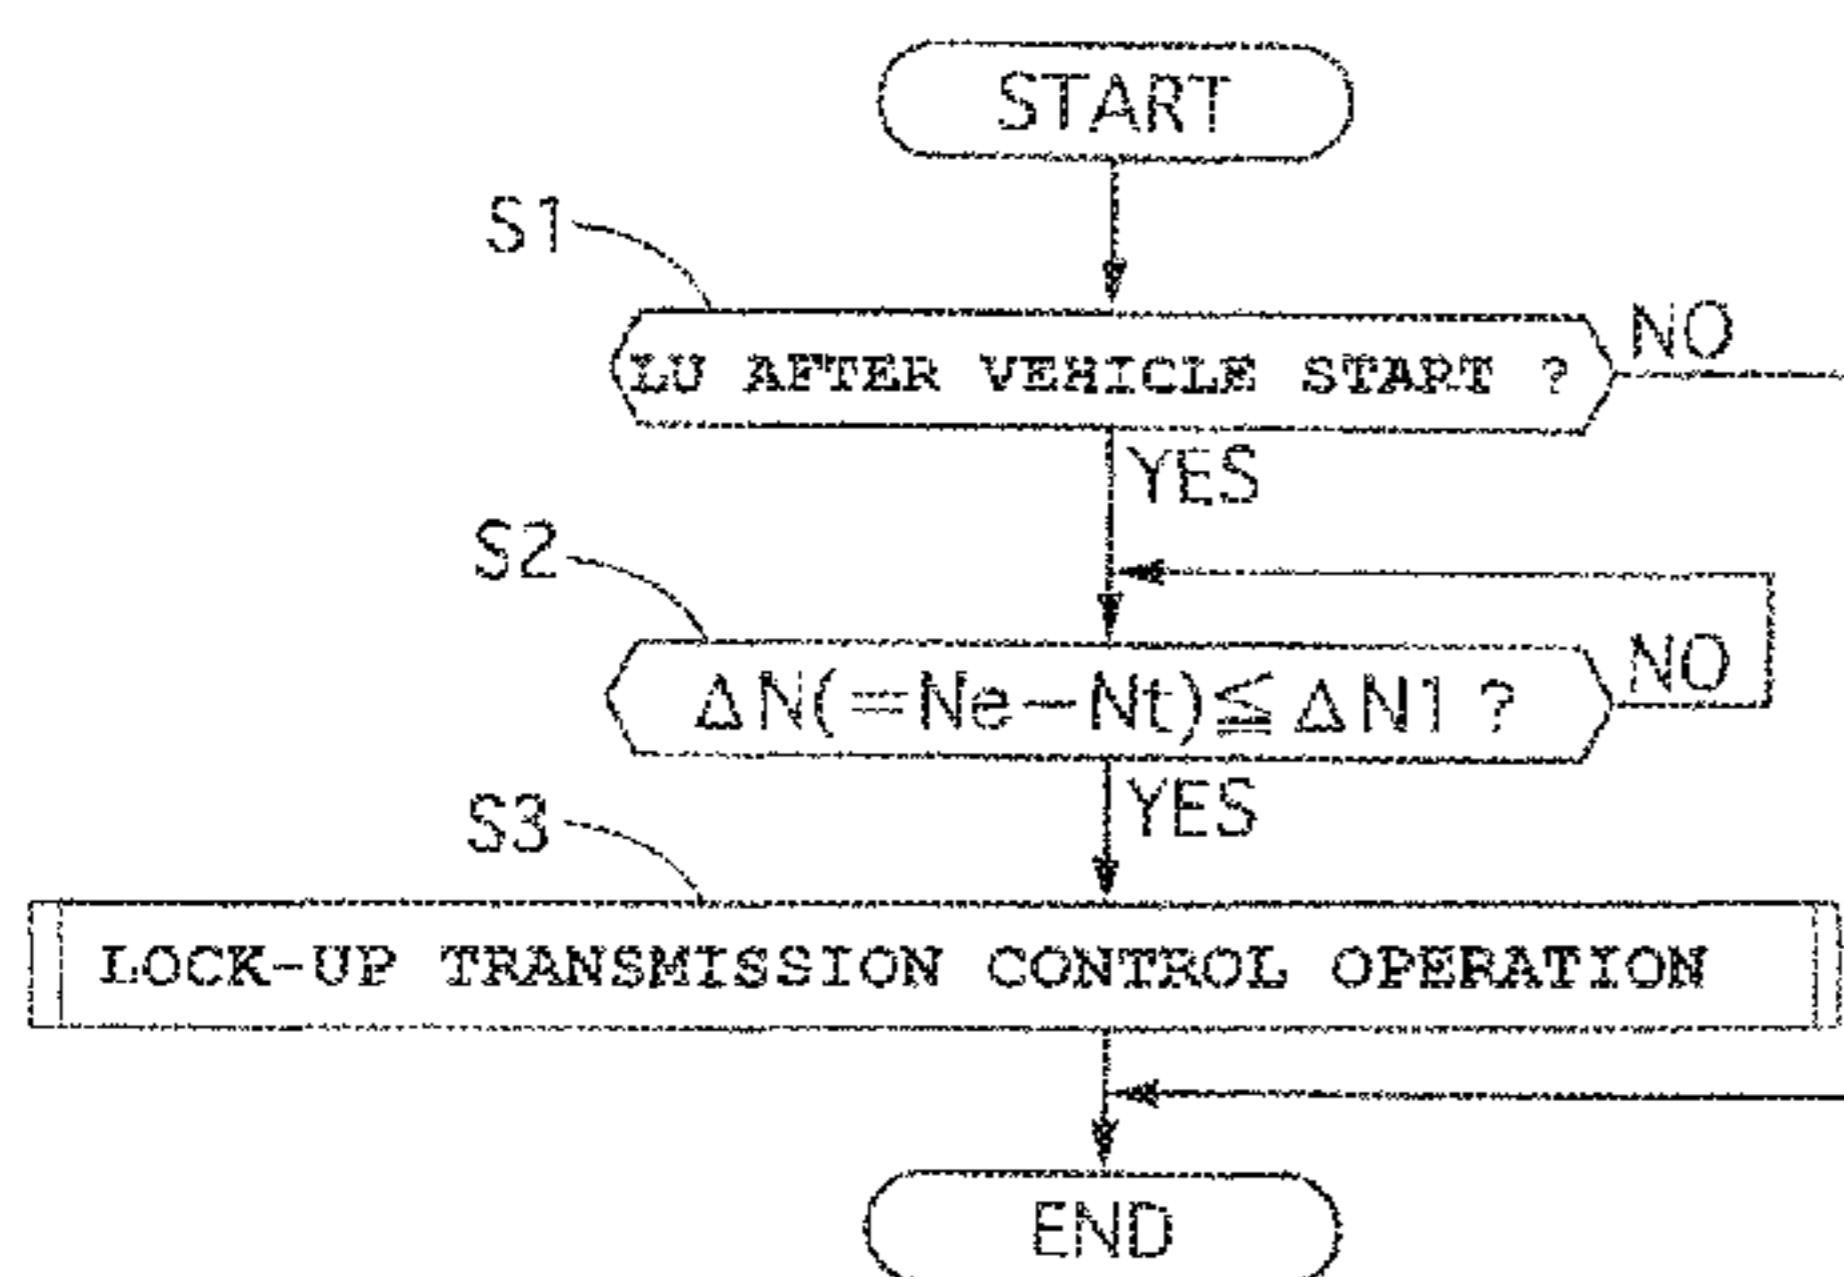 START
S1
LU AFTER VEHICLE START ?
NO
YES
S2
ΔN(=Ne-Nt)≦ΔN1?
NO
YES
S3
LOCK-UP TRANSMISSION CONTROL OPERATION
END